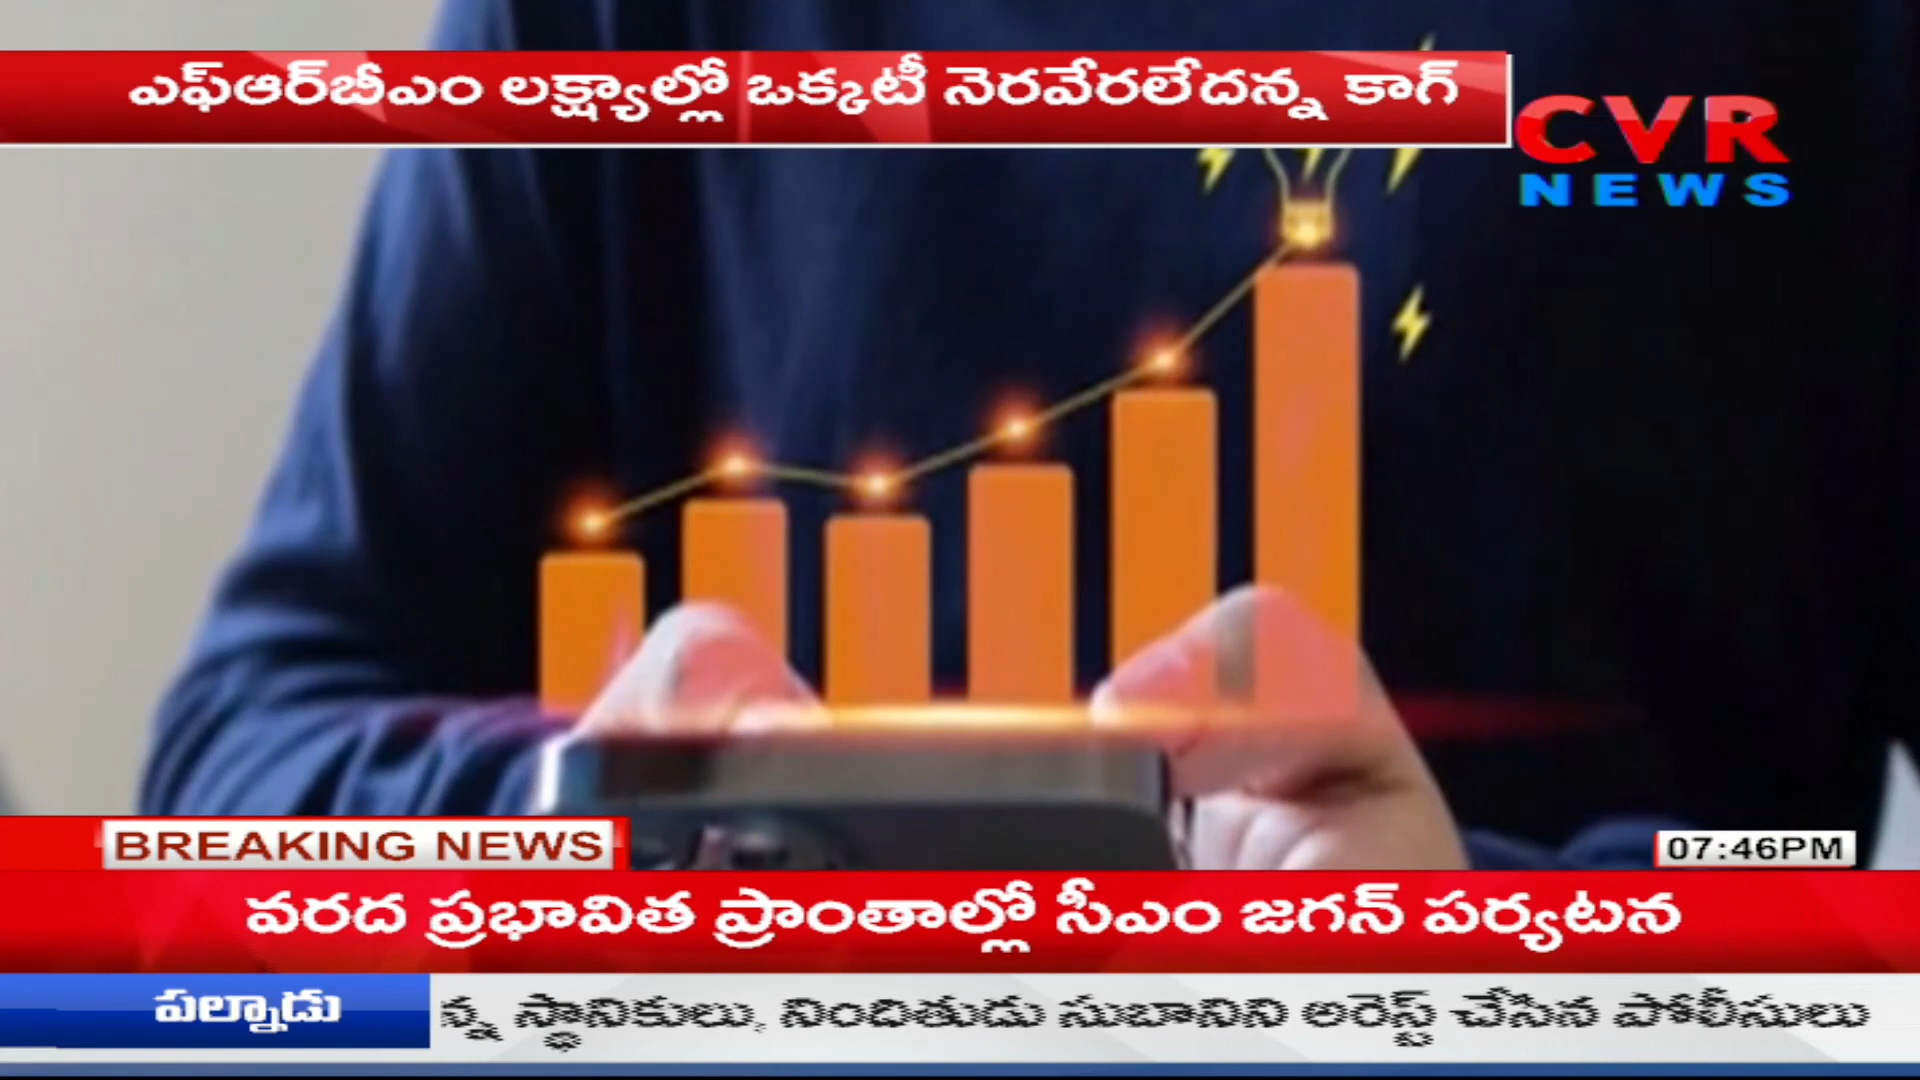 ఎఫ్ఆర్‌బీఎం లక్ష్యాల్లో ఒక్కటీ నెరవేరలేదన్న కాగ్
CVR
NEWS
BREAKING NEWS
07:46PM
వరద ప్రభావిత ప్రాంతాల్లో సీఎం జగన్ పర్యటన
పల్నాడు
న్న స్థానికులు, నిందితుడు సుబానిని అరెస్ట్ చేసిన పోలీసులు